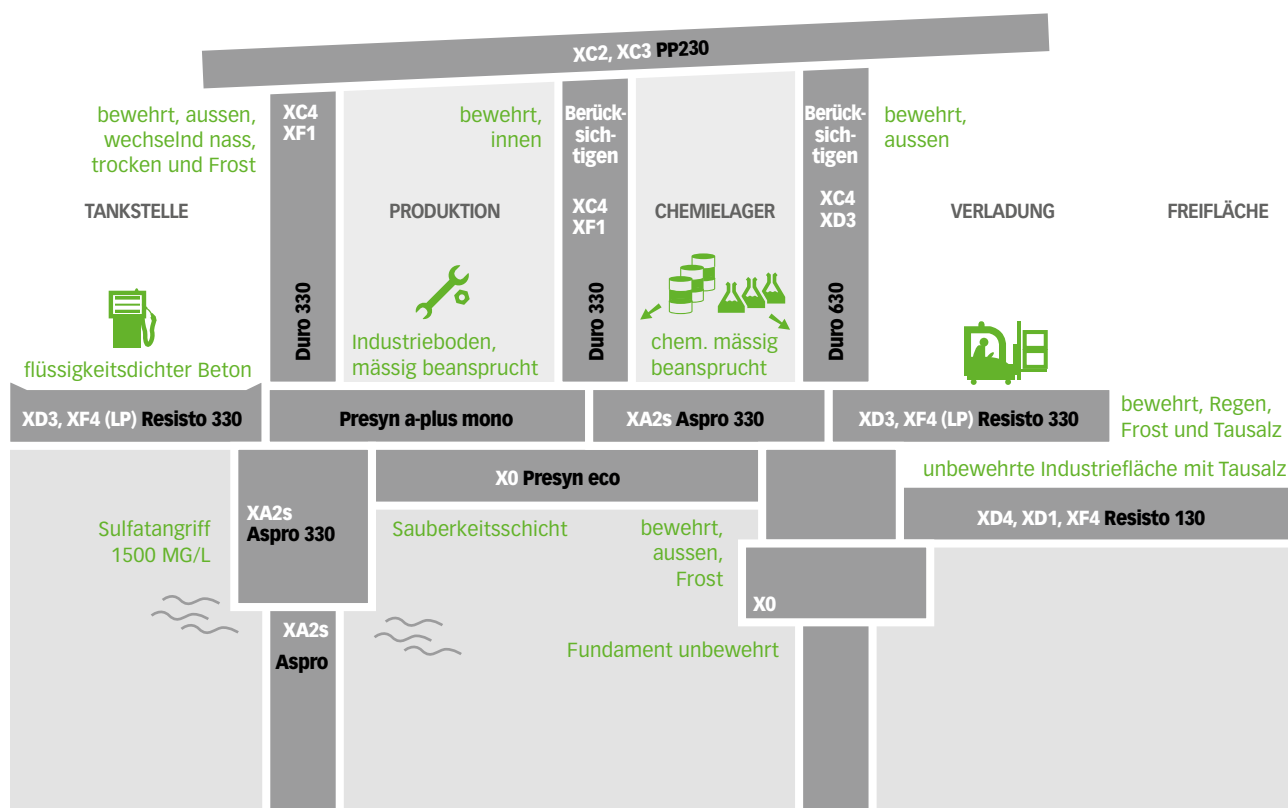 XC2, XC3 PP230
bewehrt, aussen,
wechselnd nass,
trocken und Frost
XC4
XF1
Duro 330
bewehrt,
innen
Berück-
sich-
tigen
XC4
XF1
Duro 330
Berück-
sich-
tigen
XC4
XD3
Duro 630
bewehrt,
aussen
TANKSTELLE
PRODUKTION
CHEMIELAGER
VERLADUNG
FREIFLÄCHE
flüssigkeitsdichter Beton
Industrieboden,
mässig beansprucht
chem. mässig
beansprucht
XD3, XF4 (LP) Resisto 330
Presyn a-plus mono
XA2s Aspro 330
XD3, XF4 (LP) Resisto 330
bewehrt, Regen,
Frost und Tausalz
X0 Presyn eco
unbewehrte Industriefläche mit Tausalz
XD4, XD1, XF4 Resisto 130
Sulfatangriff
1500 MG/L
XA2s
Aspro 330
Sauberkeitsschicht
bewehrt,
aussen,
Frost
X0
XA2s
Aspro
Fundament unbewehrt